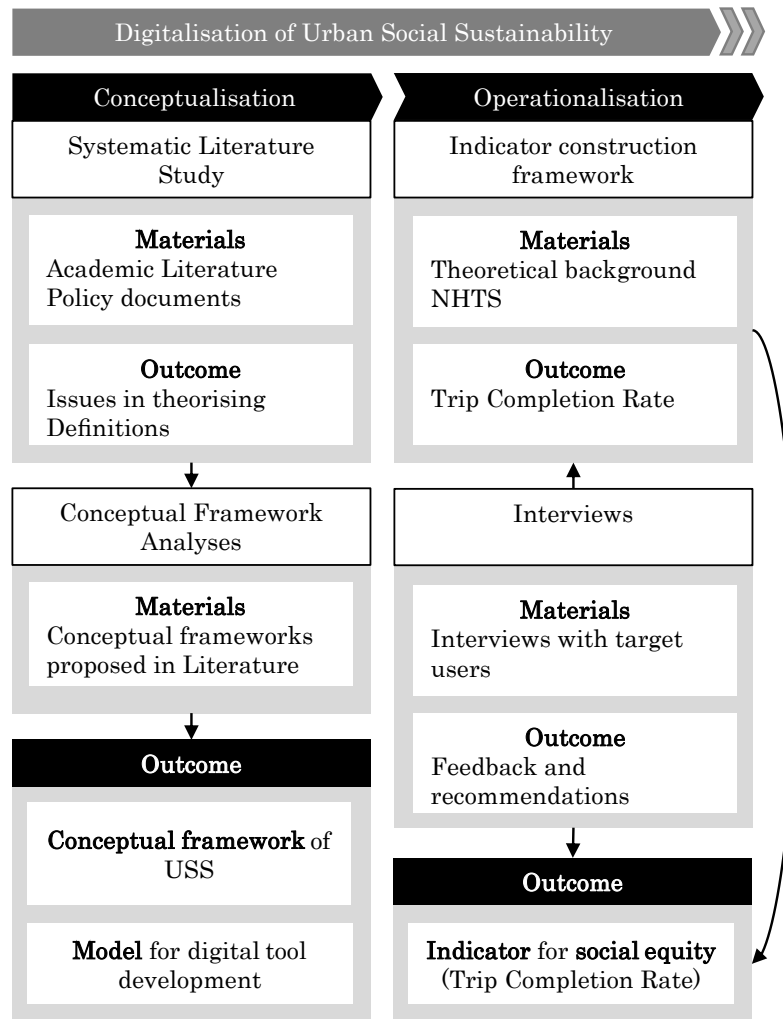 Digitalisation of Urban Social Sustainability
Conceptualisation
Systematic Literature
Study
Materials
Academic Literature
Policy documents
Outcome
Issues in theorising
Definitions
Conceptual Framework
Analyses
Materials
Conceptual frameworks
proposed in Literature
Outcome
Conceptual framework of
USS
Model for digital tool
development
Operationalisation
Indicator construction
framework
Materials
Theoretical background
NHTS
Outcome
Trip Completion Rate
Interviews
Materials
Interviews with target
users
Outcome
Feedback and
recommendations
Outcome
Indicator for social equity
(Trip Completion Rate)